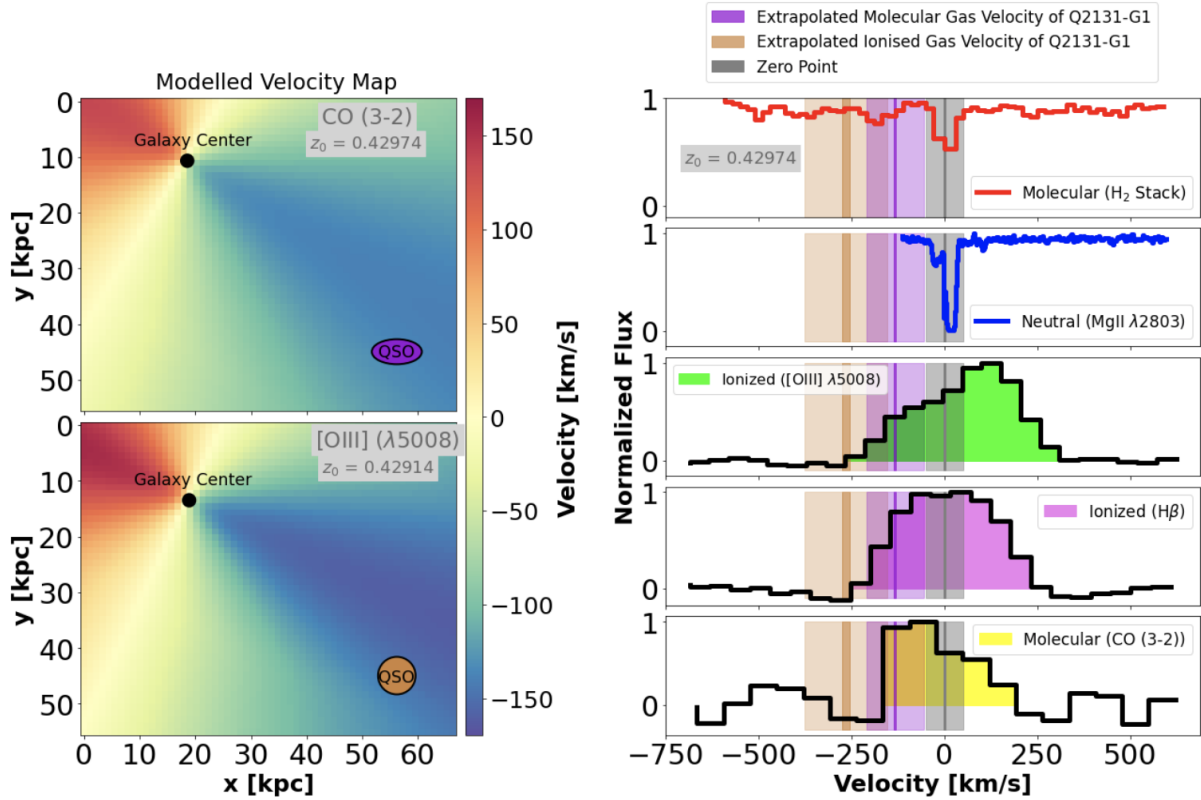 Modelled Velocity Map
CO (3-2)
z₀ = 0.42974
Galaxy Center
QSO
y [kpc]
0
10
20
30
40
50
[OIII] (λ5008)
z₀ = 0.42914
Galaxy Center
QSO
y [kpc]
0
10
20
30
40
50
0 10 20 30 40 50 60
x [kpc]
150
100
50
0
−50
−100
−150
Velocity [km/s]
Extrapolated Molecular Gas Velocity of Q2131-G1
Extrapolated Ionised Gas Velocity of Q2131-G1
Zero Point
Normalized Flux
1
0
z₀ = 0.42974
Molecular (H₂ Stack)
1
0
Neutral (MgII λ2803)
1
0
Ionized ([OIII] λ5008)
1
0
Ionized (Hβ)
1
0
Molecular (CO (3-2))
−750 −500 −250 0 250 500
Velocity [km/s]